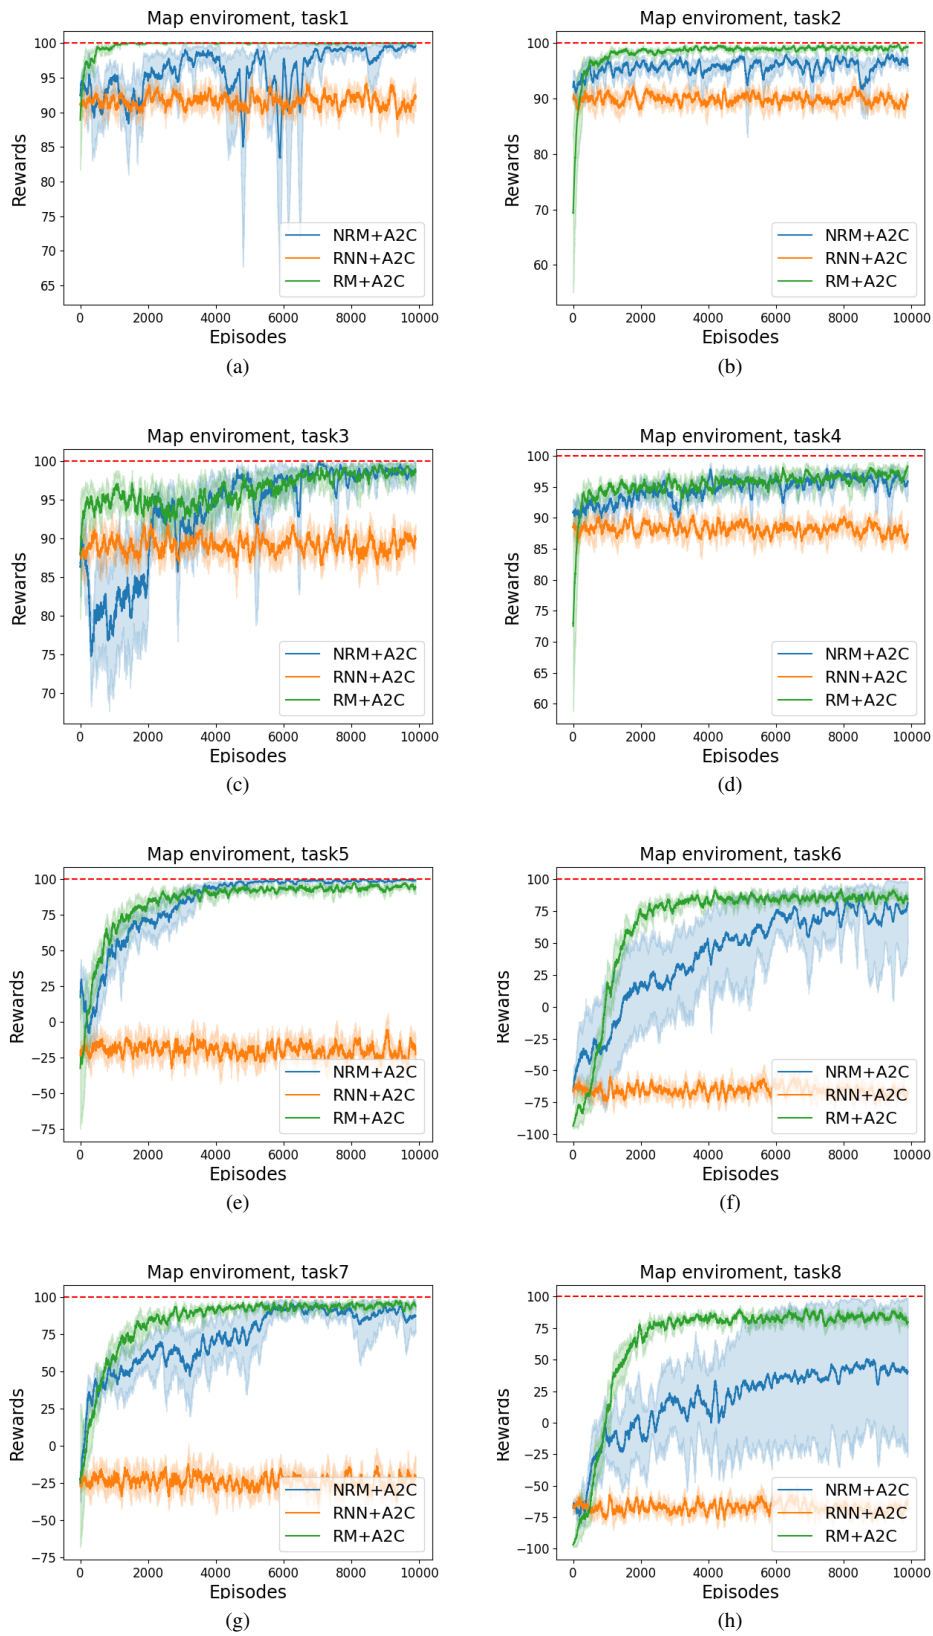 Map enviroment, task1
100
95
90
85
80
75
70
65
Rewards
NRM+A2C
RNN+A2C
RM+A2C
0 2000 4000 6000 8000 10000
Episodes
(a)
Map enviroment, task2
100
90
80
70
60
Rewards
NRM+A2C
RNN+A2C
RM+A2C
0 2000 4000 6000 8000 10000
Episodes
(b)
Map enviroment, task3
100
95
90
85
80
75
70
Rewards
NRM+A2C
RNN+A2C
RM+A2C
0 2000 4000 6000 8000 10000
Episodes
(c)
Map enviroment, task4
100
95
90
85
80
75
70
65
60
Rewards
NRM+A2C
RNN+A2C
RM+A2C
0 2000 4000 6000 8000 10000
Episodes
(d)
Map enviroment, task5
100
75
50
25
0
−25
−50
−75
Rewards
NRM+A2C
RNN+A2C
RM+A2C
0 2000 4000 6000 8000 10000
Episodes
(e)
Map enviroment, task6
100
75
50
25
0
−25
−50
−75
−100
Rewards
NRM+A2C
RNN+A2C
RM+A2C
0 2000 4000 6000 8000 10000
Episodes
(f)
Map enviroment, task7
100
75
50
25
0
−25
−50
−75
Rewards
NRM+A2C
RNN+A2C
RM+A2C
0 2000 4000 6000 8000 10000
Episodes
(g)
Map enviroment, task8
100
75
50
25
0
−25
−50
−75
−100
Rewards
NRM+A2C
RNN+A2C
RM+A2C
0 2000 4000 6000 8000 10000
Episodes
(h)